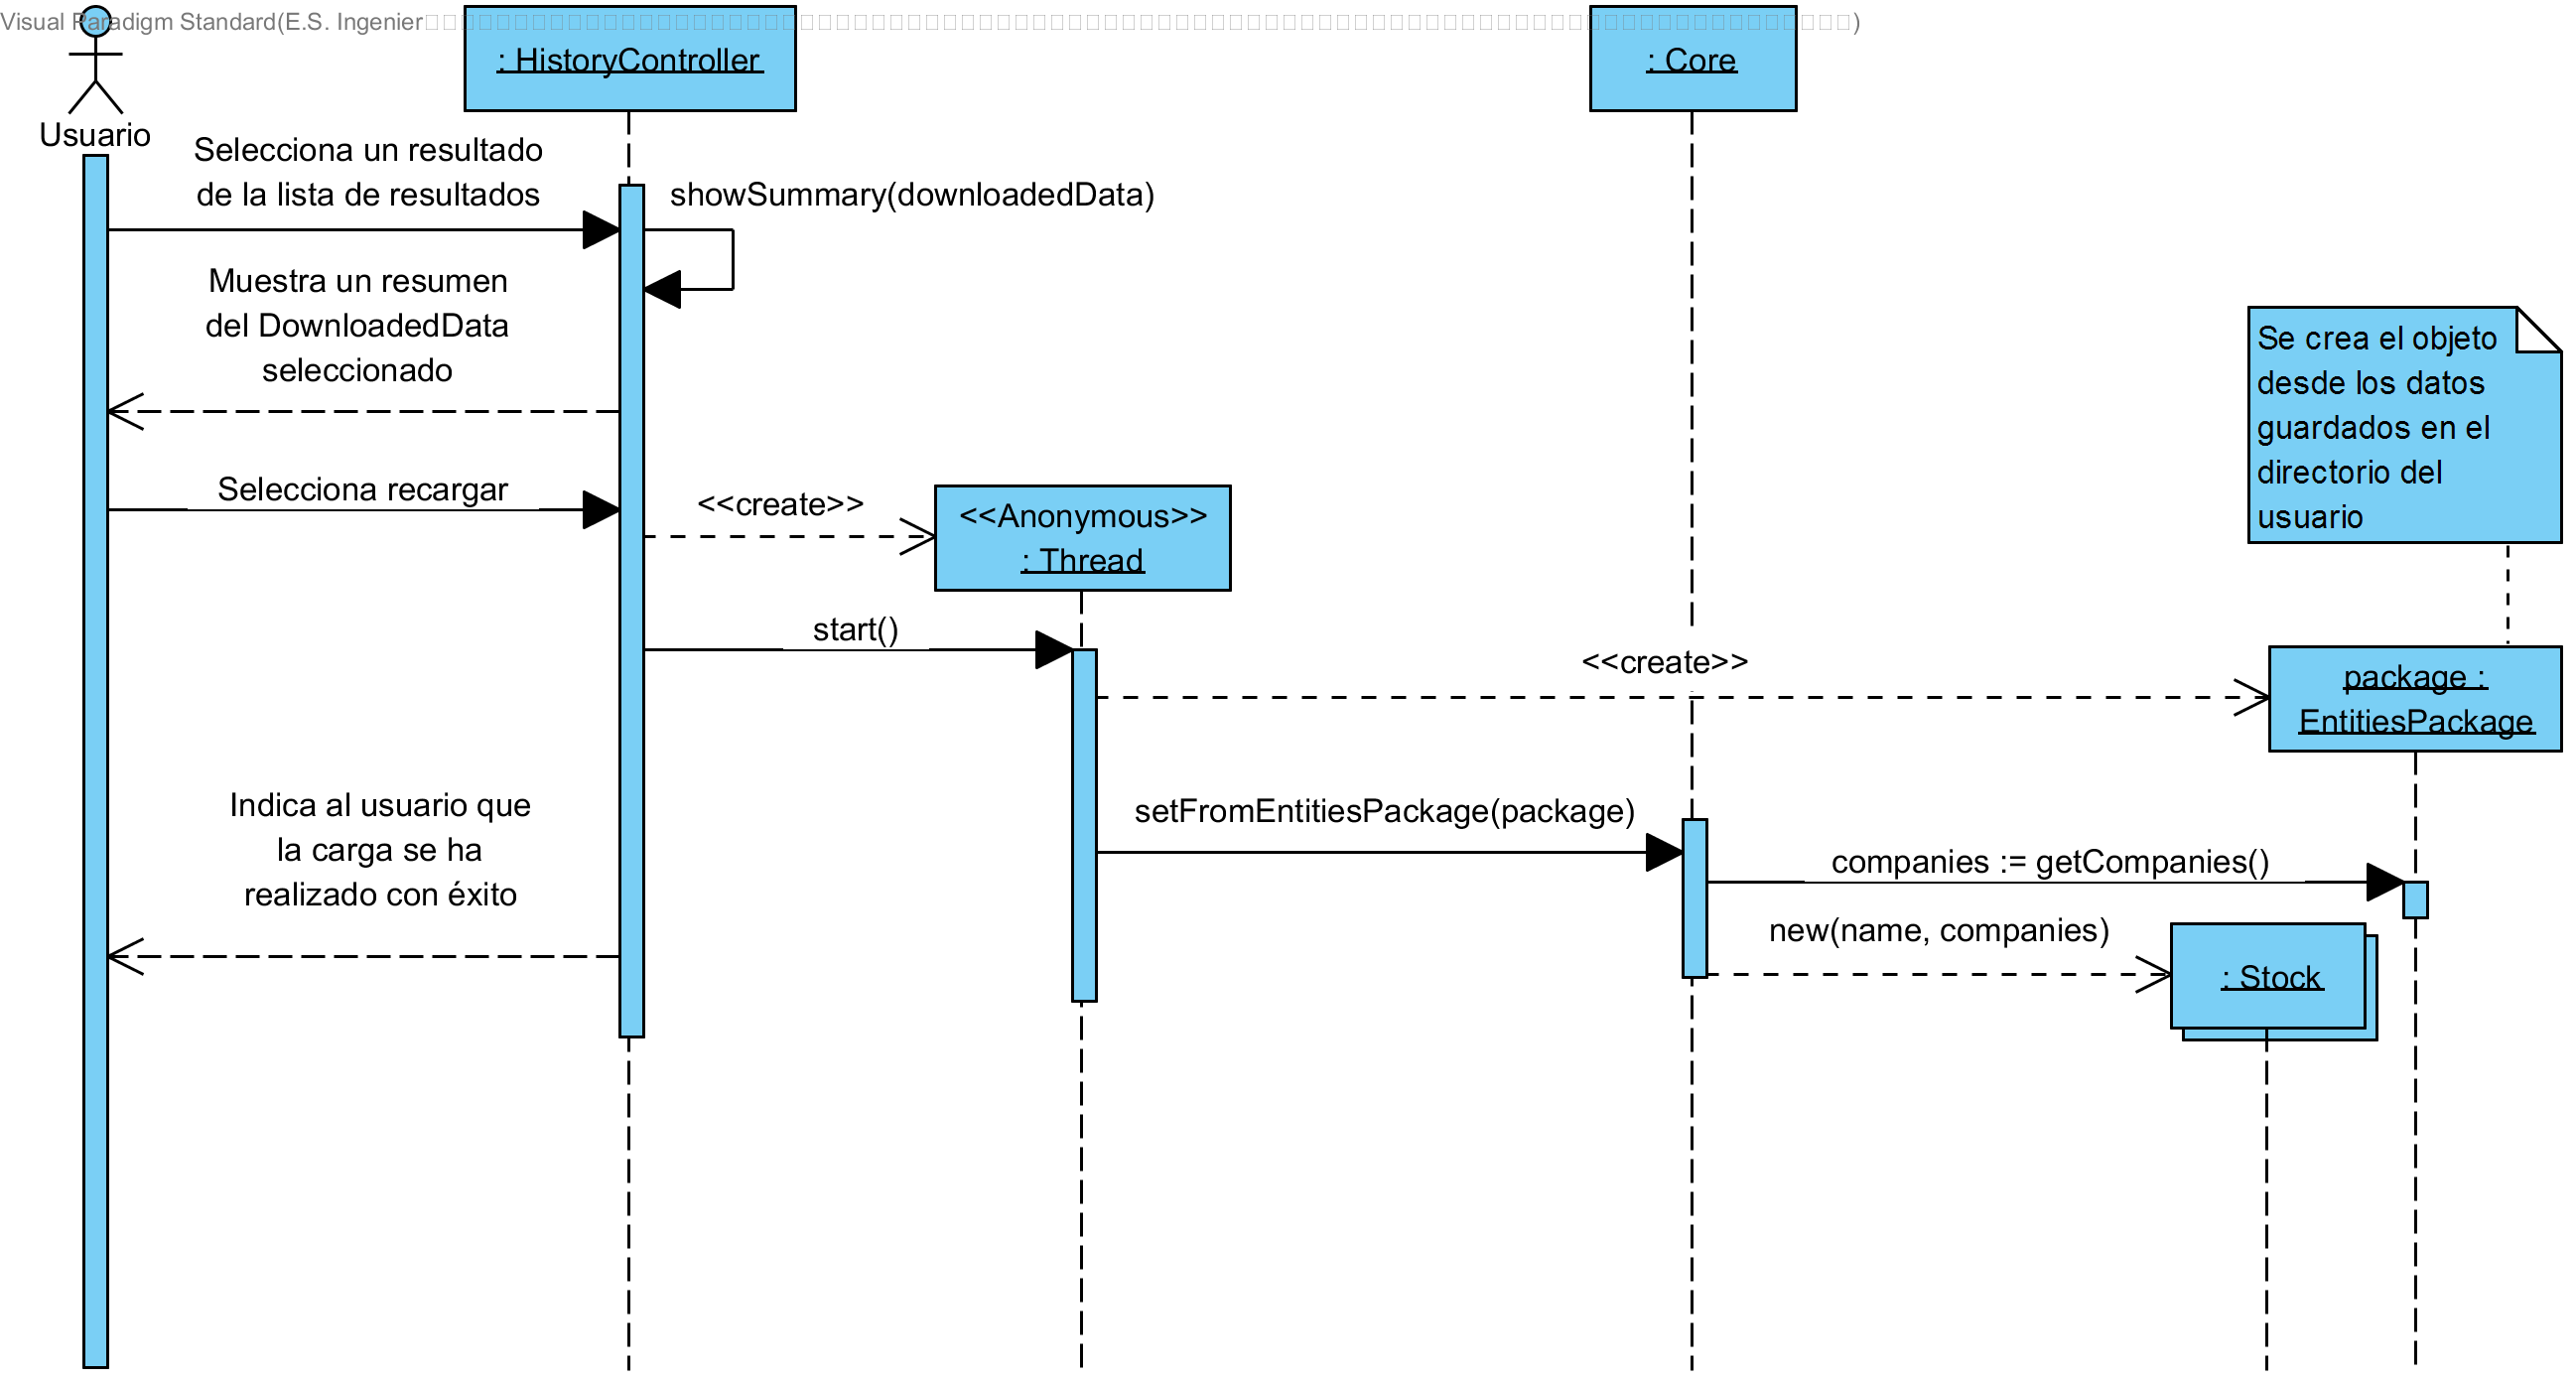 Visual Paradigm Standard(E.S. Ingenier
: HistoryController
: Core
Usuario
Selecciona un resultado
de la lista de resultados
showSummary(downloadedData)
Muestra un resumen
del DownloadedData
seleccionado
Se crea el objeto
desde los datos
guardados en el
directorio del
usuario
Selecciona recargar
<<create>>
<<Anonymous>>
: Thread
start()
<<create>>
package :
EntitiesPackage
Indica al usuario que
la carga se ha
realizado con éxito
setFromEntitiesPackage(package)
companies := getCompanies()
new(name, companies)
: Stock